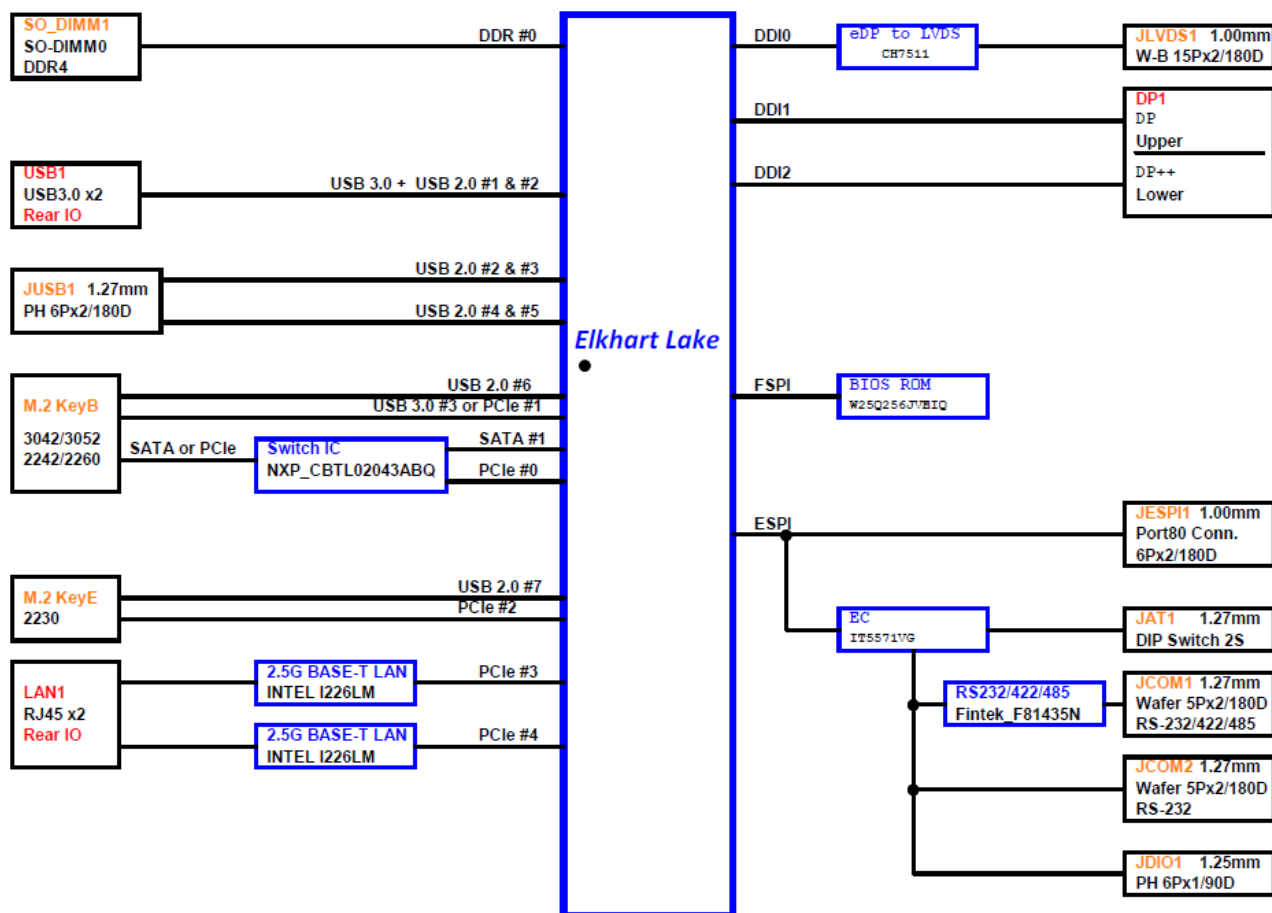 SO_DIMM1
SO-DIMM0
DDR4
DDR #0
USB1
USB3.0 x2
Rear IO
USB 3.0 + USB 2.0 #1 & #2
JUSB1 1.27mm
PH 6Px2/180D
USB 2.0 #2 & #3
USB 2.0 #4 & #5
M.2 KeyB
3042/3052
2242/2260
USB 2.0 #6
USB 3.0 #3 or PCIe #1
SATA or PCIe
Switch IC
NXP_CBTL02043ABQ
SATA #1
PCIe #0
M.2 KeyE
2230
USB 2.0 #7
PCIe #2
LAN1
RJ45 x2
Rear IO
2.5G BASE-T LAN
INTEL I226LM
PCIe #3
2.5G BASE-T LAN
INTEL I226LM
PCIe #4
Elkhart Lake
DDI0
eDP to LVDS
CH7511
JLVDS1 1.00mm
W-B 15Px2/180D
DDI1
DDI2
DP1
DP
Upper
DP++
Lower
FSPI
BIOS ROM
W25Q256JVEIQ
ESPI
JESPI1 1.00mm
Port80 Conn.
6Px2/180D
EC
IT5571VG
JAT1 1.27mm
DIP Switch 2S
RS232/422/485
Fintek_F81435N
JCOM1 1.27mm
Wafer 5Px2/180D
RS-232/422/485
JCOM2 1.27mm
Wafer 5Px2/180D
RS-232
JDIO1 1.25mm
PH 6Px1/90D